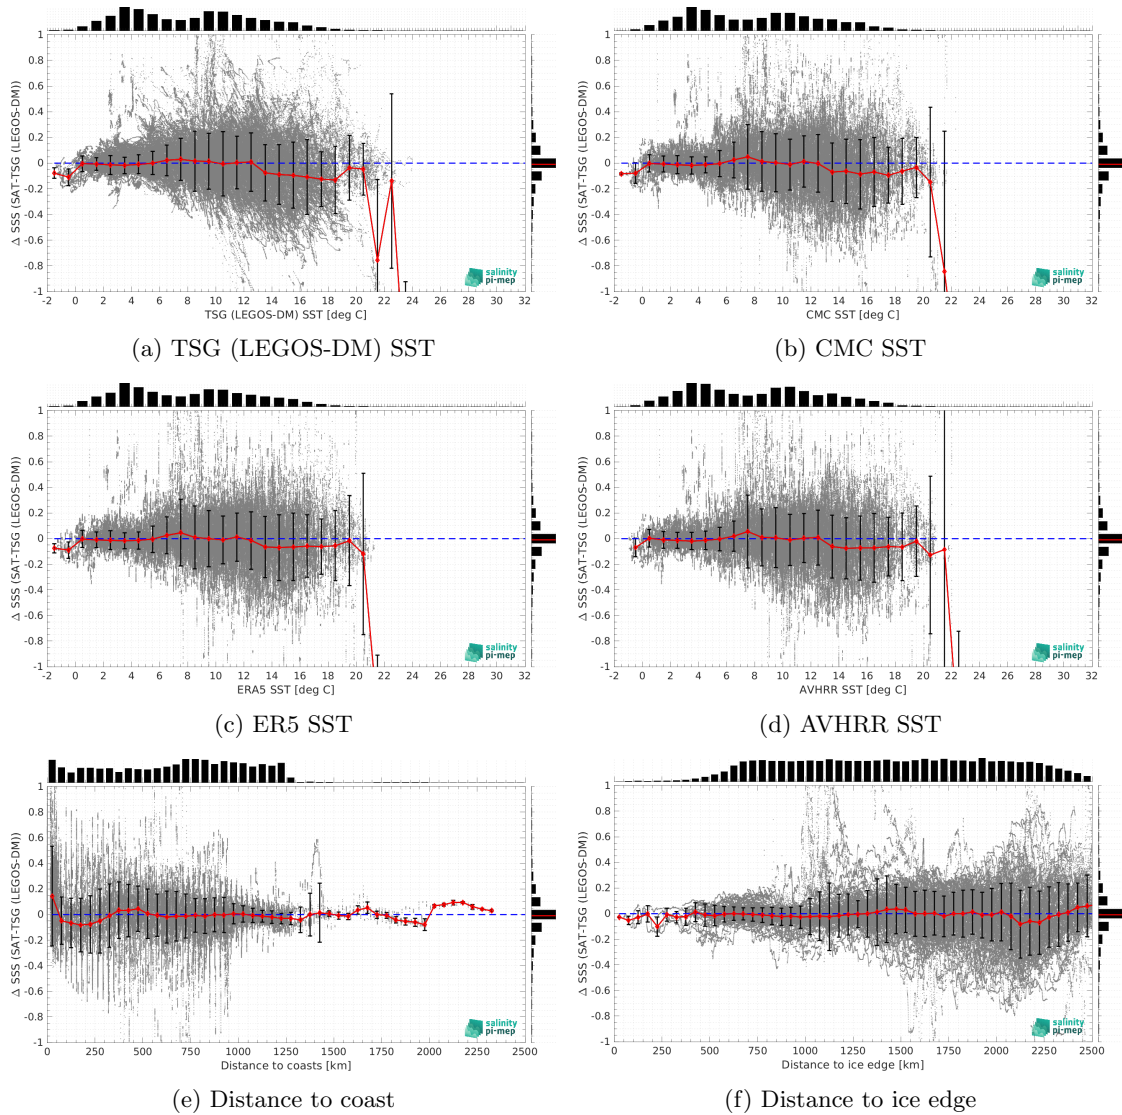 1
0.8
0.6
0.4
0.2
0
-0.2
-0.4
-0.6
-0.8
-1
Δ SSS (SAT-TSG (LEGOS-DM))
-2 0 2 4 6 8 10 12 14 16 18 20 22 24 26 28 30 32
TSG (LEGOS-DM) SST [deg C]
salinity
pi-mep
(a) TSG (LEGOS-DM) SST
1
0.8
0.6
0.4
0.2
0
-0.2
-0.4
-0.6
-0.8
-1
Δ SSS (SAT-TSG (LEGOS-DM))
-2 0 2 4 6 8 10 12 14 16 18 20 22 24 26 28 30 32
CMC SST [deg C]
salinity
pi-mep
(b) CMC SST
1
0.8
0.6
0.4
0.2
0
-0.2
-0.4
-0.6
-0.8
-1
Δ SSS (SAT-TSG (LEGOS-DM))
-2 0 2 4 6 8 10 12 14 16 18 20 22 24 26 28 30 32
ERA5 SST [deg C]
salinity
pi-mep
(c) ER5 SST
1
0.8
0.6
0.4
0.2
0
-0.2
-0.4
-0.6
-0.8
-1
Δ SSS (SAT-TSG (LEGOS-DM))
-2 0 2 4 6 8 10 12 14 16 18 20 22 24 26 28 30 32
AVHRR SST [deg C]
salinity
pi-mep
(d) AVHRR SST
1
0.8
0.6
0.4
0.2
0
-0.2
-0.4
-0.6
-0.8
-1
Δ SSS (SAT-TSG (LEGOS-DM))
0 250 500 750 1000 1250 1500 1750 2000 2250 2500
Distance to coasts [km]
salinity
pi-mep
(e) Distance to coast
1
0.8
0.6
0.4
0.2
0
-0.2
-0.4
-0.6
-0.8
-1
Δ SSS (SAT-TSG (LEGOS-DM))
0 250 500 750 1000 1250 1500 1750 2000 2250 2500
Distance to ice edge [km]
salinity
pi-mep
(f) Distance to ice edge